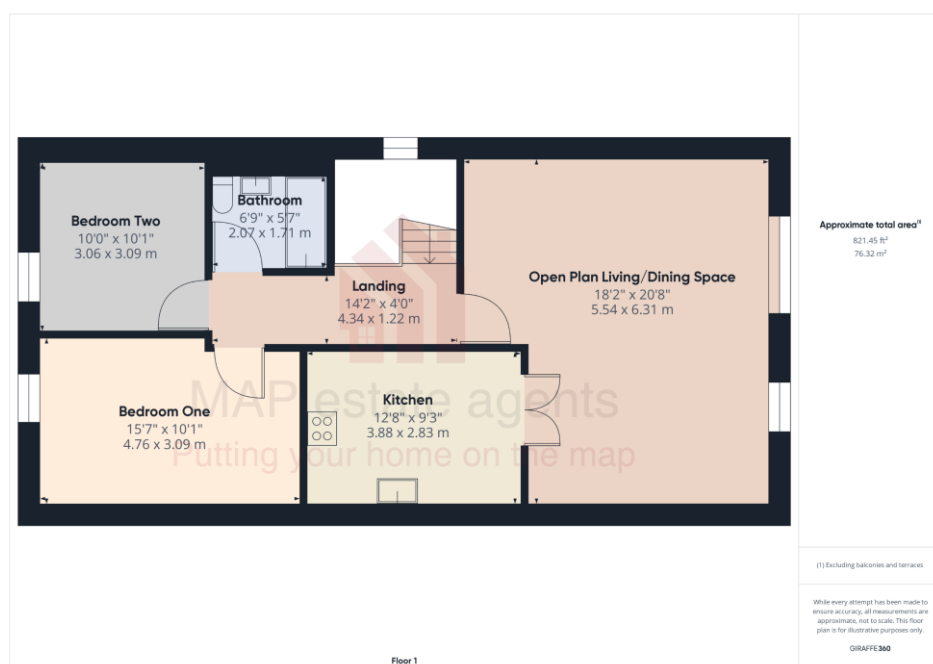 Bedroom Two
10'0" x 10'1"
3.06 x 3.09 m
Bathroom
6'9" x 5'7"
2.07 x 1.71 m
Landing
14'2" x 4'0"
4.34 x 1.22 m
Open Plan Living/Dining Space
18'2" x 20'8"
5.54 x 6.31 m
Bedroom One
15'7" x 10'1"
4.76 x 3.09 m
Kitchen
12'8" x 9'3"
3.88 x 2.83 m
MAP estate agents
Putting your home on the map
Floor 1
Approximate total area(1)
821.45 ft²
76.32 m²
(1) Excluding balconies and terraces
While every attempt has been made to
ensure accuracy, all measurements are
approximate, not to scale. This floor
plan is for illustrative purposes only.
GIRAFFE360